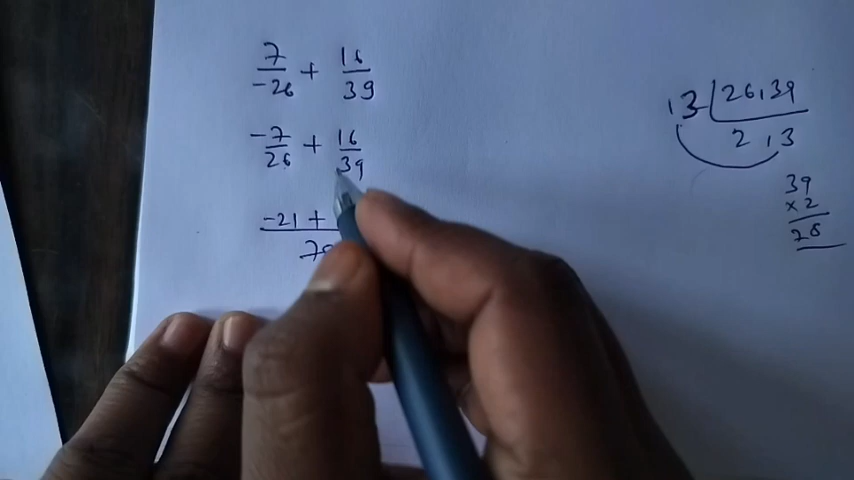 7/-26 + 16/39
-7/26 + 16/39
-21 +
13 | 26,39
2 , 3
39
×2
78